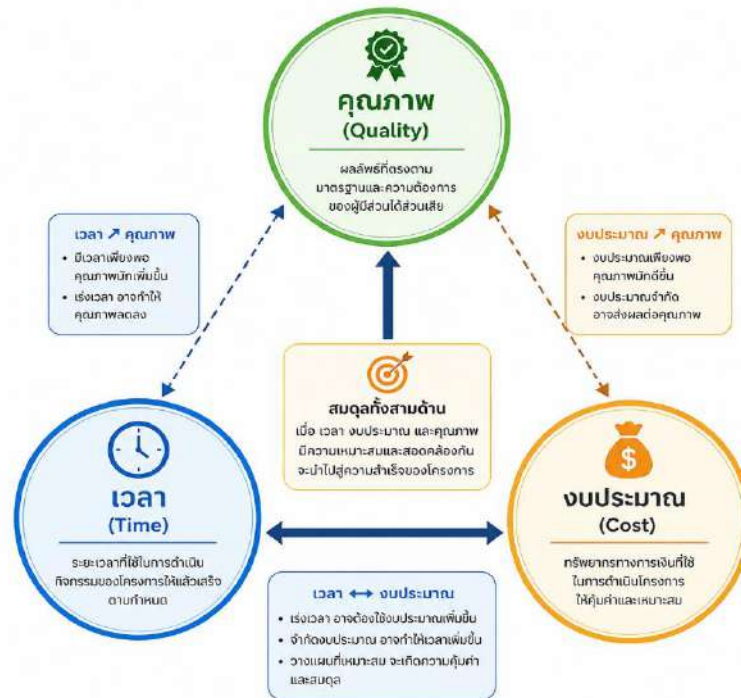 คุณภาพ
(Quality)
ผลลัพธ์ที่ตรงตาม
มาตรฐานและความต้องการ
ของผู้มีส่วนได้ส่วนเสีย
เวลา ↗ คุณภาพ
• มีเวลาเพียงพอ
คุณภาพมักเพิ่มขึ้น
• เร่งเวลา อาจทำให้
คุณภาพลดลง
งบประมาณ ↗ คุณภาพ
• งบประมาณเพียงพอ
คุณภาพมักดีขึ้น
• งบประมาณจำกัด
อาจส่งผลต่อคุณภาพ
สมดุลทั้งสามด้าน
เมื่อ เวลา งบประมาณ และคุณภาพ
มีความเหมาะสมและสอดคล้องกัน
จะนำไปสู่ความสำเร็จของโครงการ
เวลา
(Time)
ระยะเวลาที่ใช้ในการดำเนิน
กิจกรรมของโครงการให้แล้วเสร็จ
ตามกำหนด
$
งบประมาณ
(Cost)
ทรัพยากรทางการเงินที่ใช้
ในการดำเนินโครงการ
ให้คุ้มค่าและเหมาะสม
เวลา ↔ งบประมาณ
• เร่งเวลา อาจต้องใช้งบประมาณเพิ่มขึ้น
• จำกัดงบประมาณ อาจทำให้เวลาเพิ่มขึ้น
• วางแผนที่เหมาะสม จะเกิดความคุ้มค่า
และสมดุล